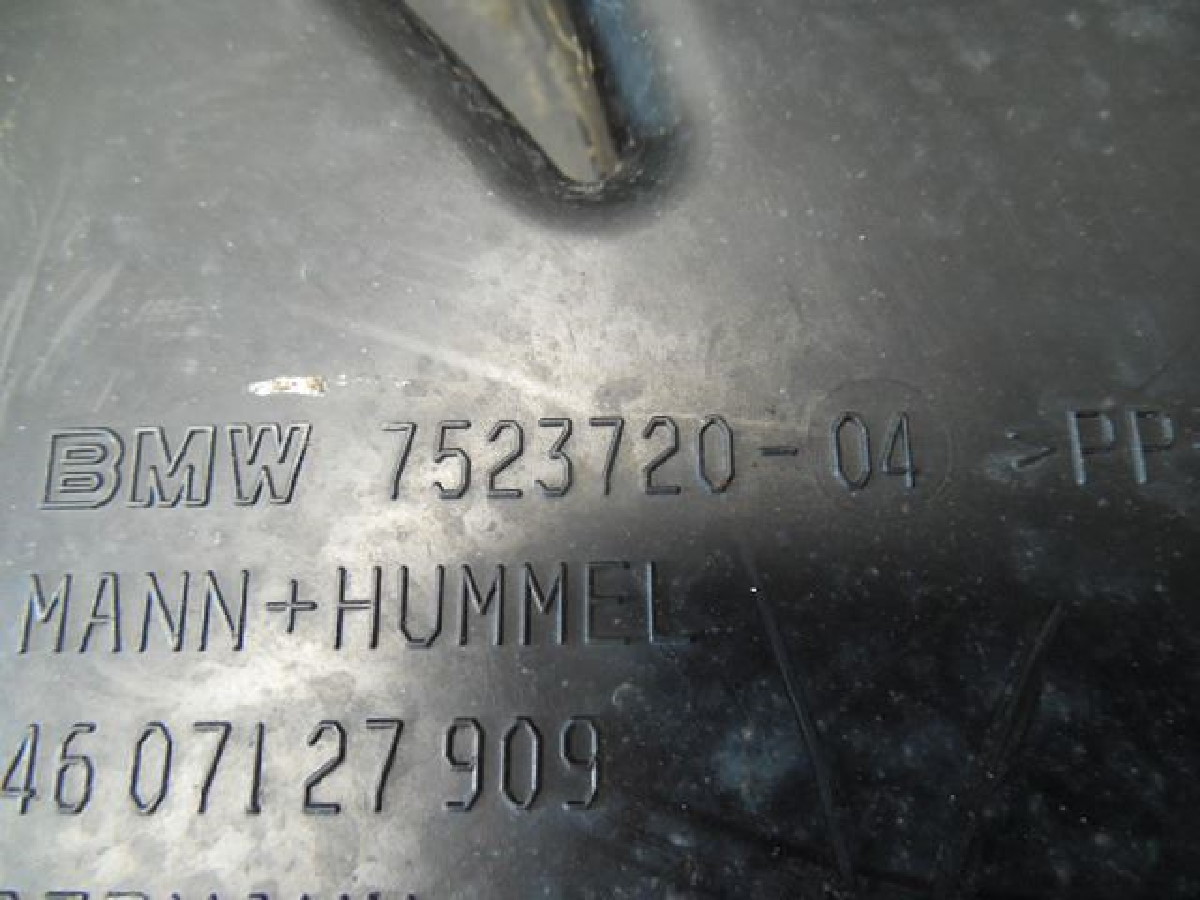 BMW 7523720-04 >PP
MANN+HUMMEL
46 071 27 909